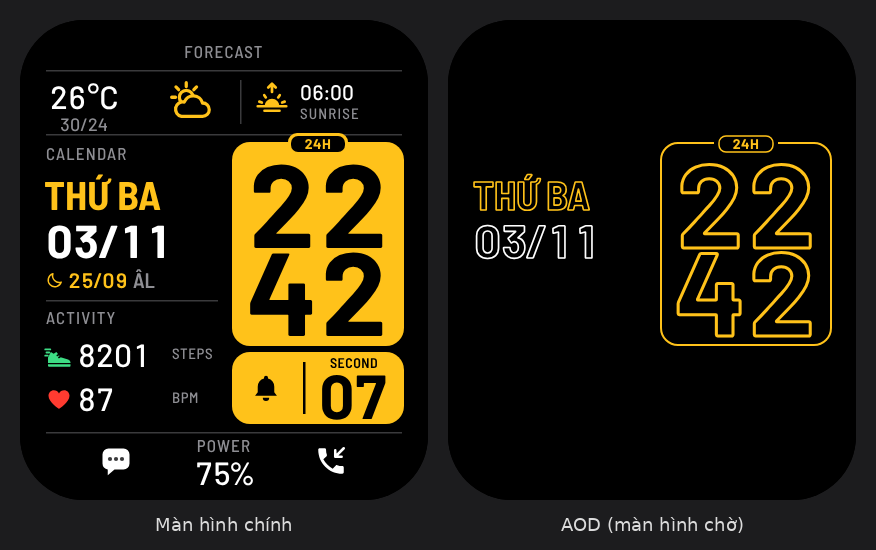 FORECAST
26°C
30/24
06:00
SUNRISE
CALENDAR
THỨ BA
03/11
25/09 ÂL
24H
22
42
ACTIVITY
8201 STEPS
87 BPM
SECOND
07
POWER
75%
Màn hình chính
THỨ BA
03/11
24H
22
42
AOD (màn hình chờ)